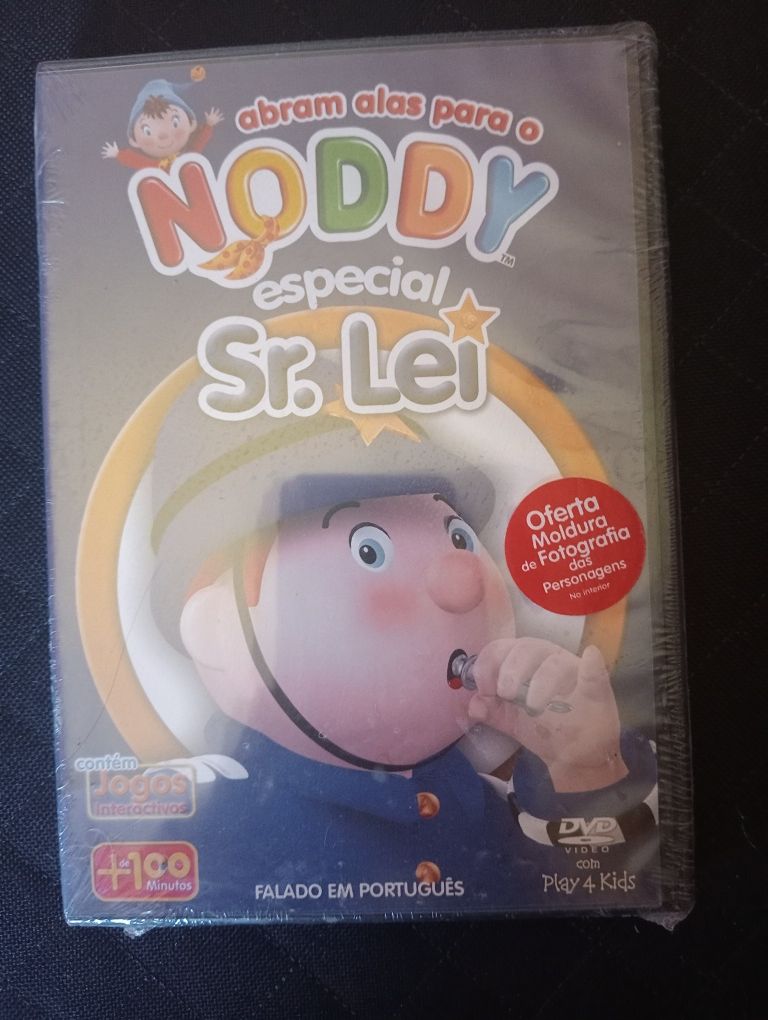 abram alas para o
NODDY
TM
especial
Sr. Lei
Oferta
Moldura
de Fotografia
das
Personagens
No interior
contém
Jogos
Interactivos
+ de 100
Minutos
FALADO EM PORTUGUÊS
DVD
VIDEO
com
Play 4 Kids